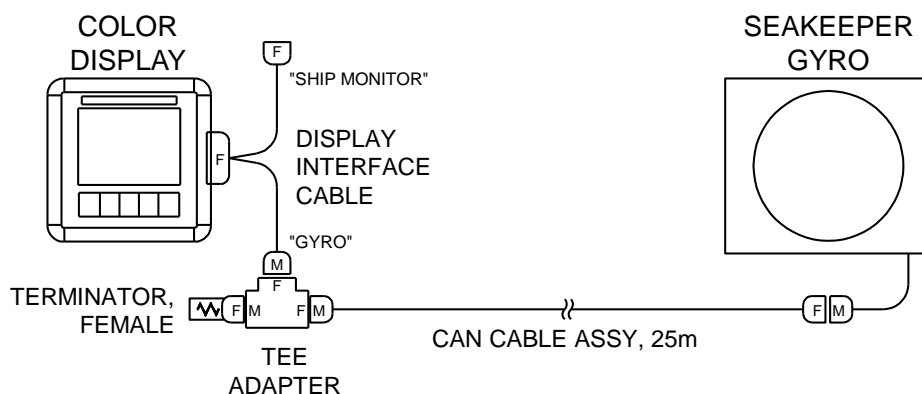 COLOR
DISPLAY
F
"SHIP MONITOR"
SEAKEEPER
GYRO
F
DISPLAY
INTERFACE
CABLE
"GYRO"
M
F
TERMINATOR,
FEMALE
F M
F M
F M
CAN CABLE ASSY, 25m
TEE
ADAPTER